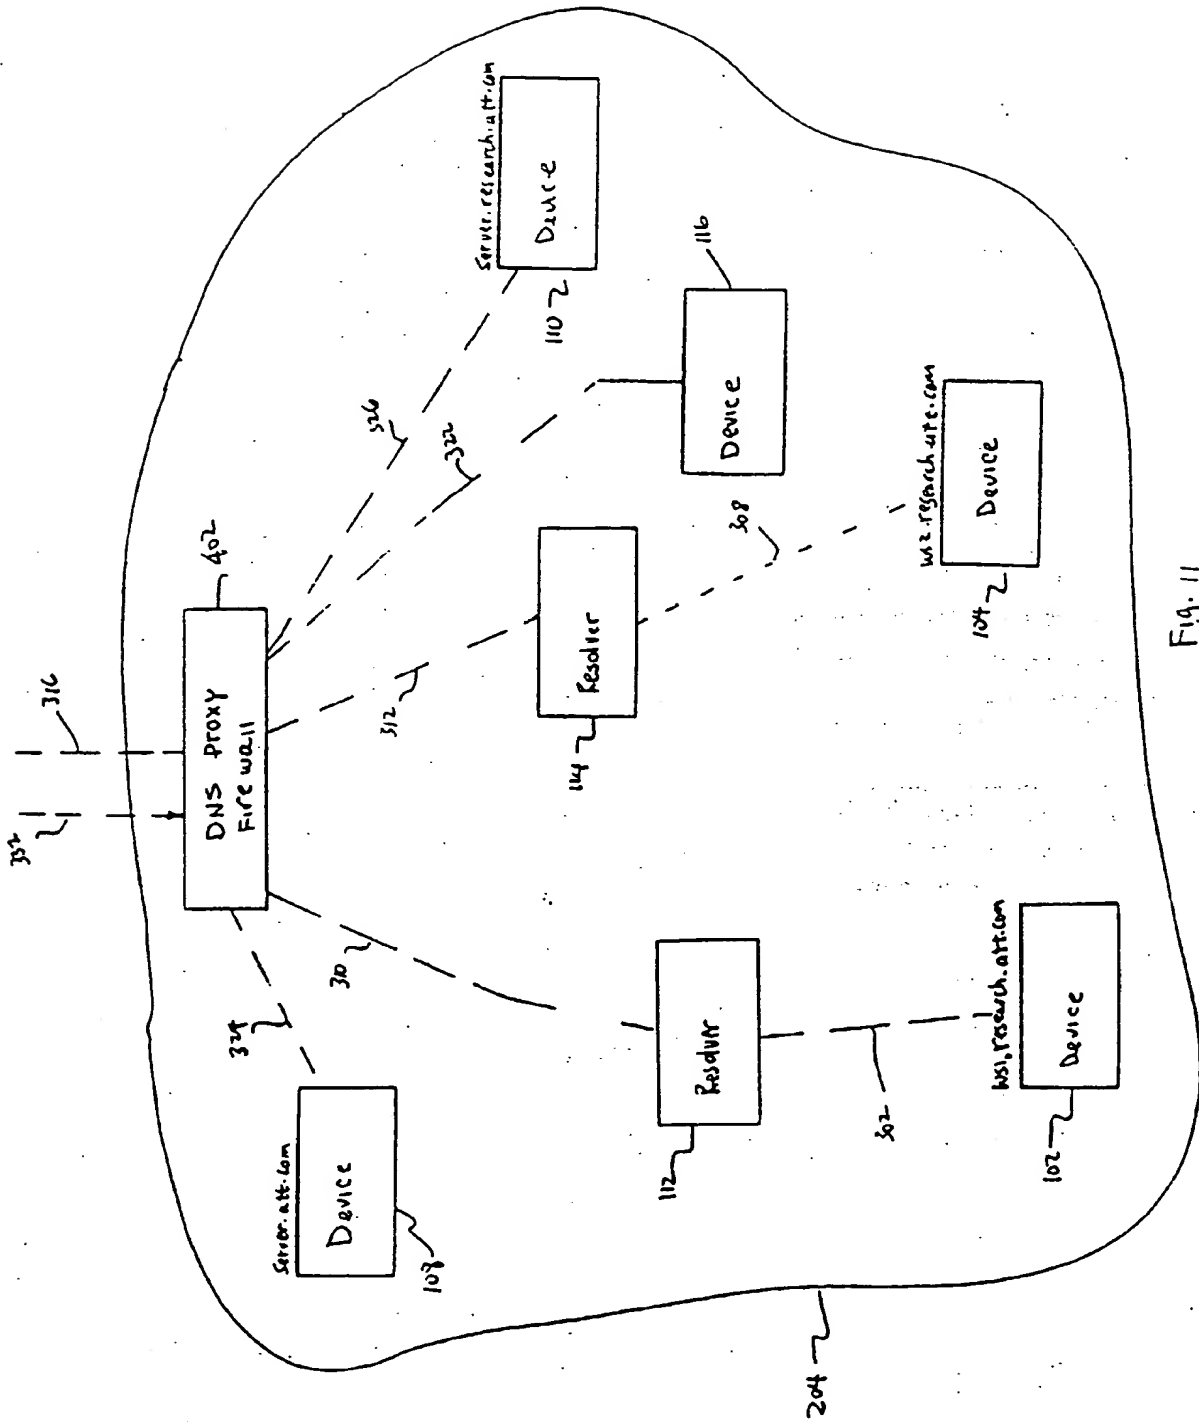 332
316
DNS Proxy
Firewall
402
324
310
312
322
326
Server.att.com
Device
108
Server.research.att.com
Device
110
Device
116
Resolver
114
308
Resolver
112
302
ws1.research.att.com
Device
102
ws2.research.att.com
Device
104
204
Fig. 11